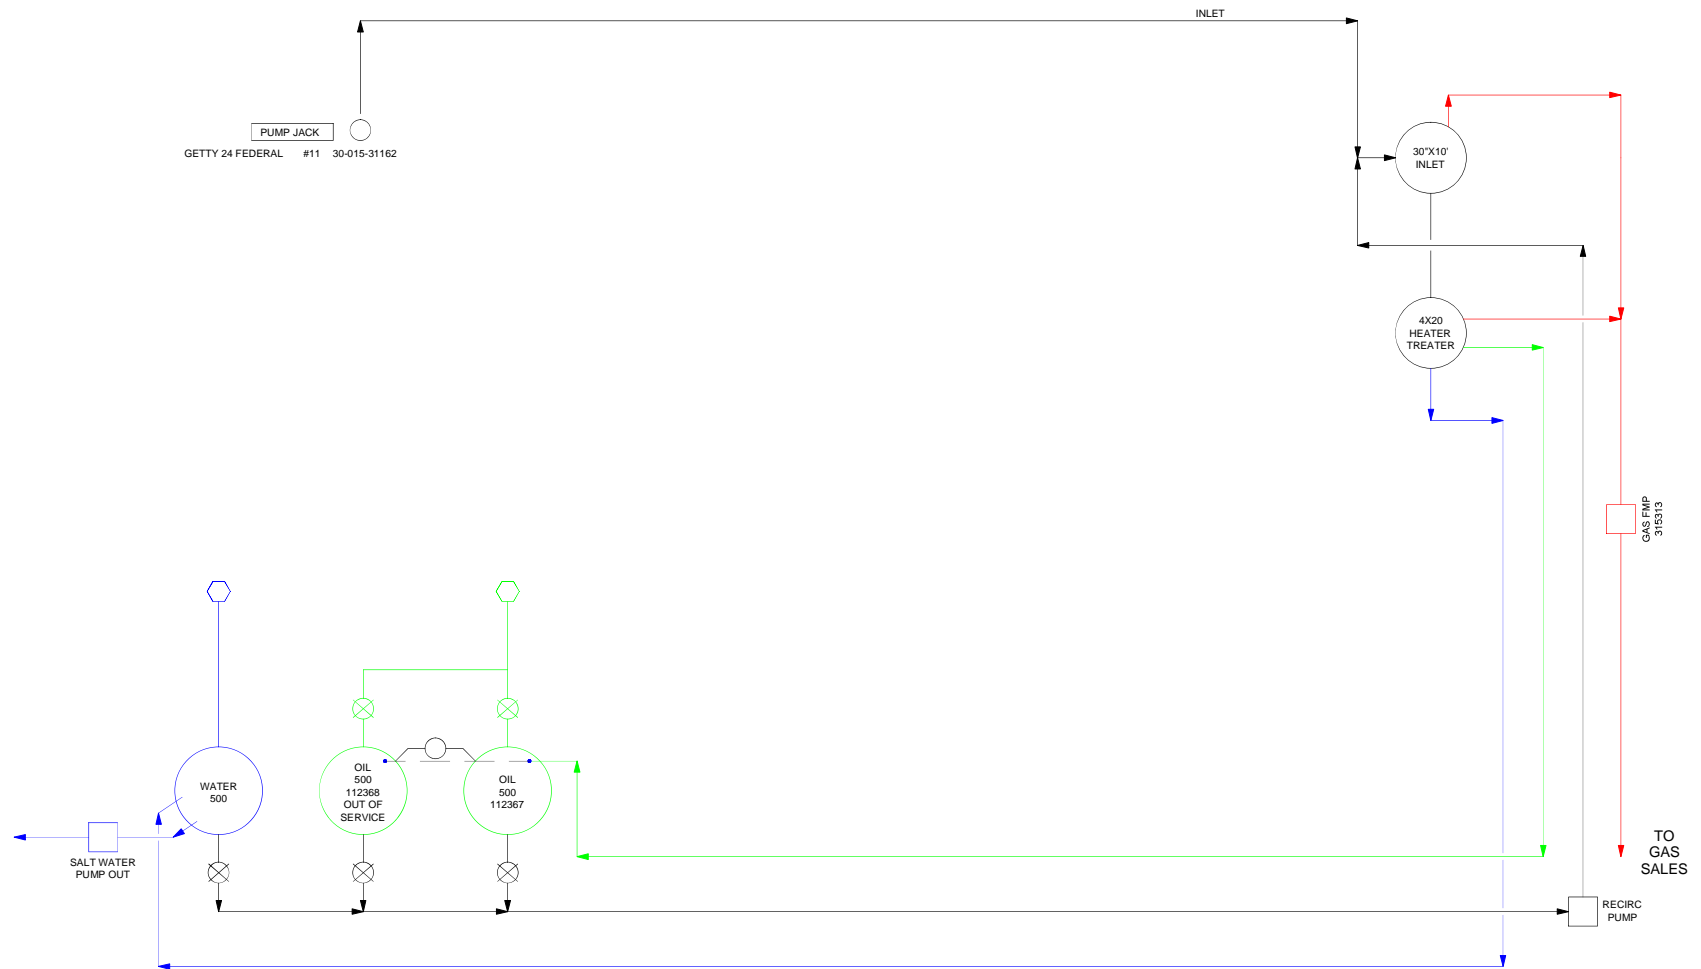 INLET
PUMP JACK
GETTY 24 FEDERAL #11 30-015-31162
30"X10'
INLET
4X20
HEATER
TREATER
GAS FMP
315313
WATER
500
OIL
500
112368
OUT OF
SERVICE
OIL
500
112367
SALT WATER
PUMP OUT
TO
GAS
SALES
RECIRC
PUMP